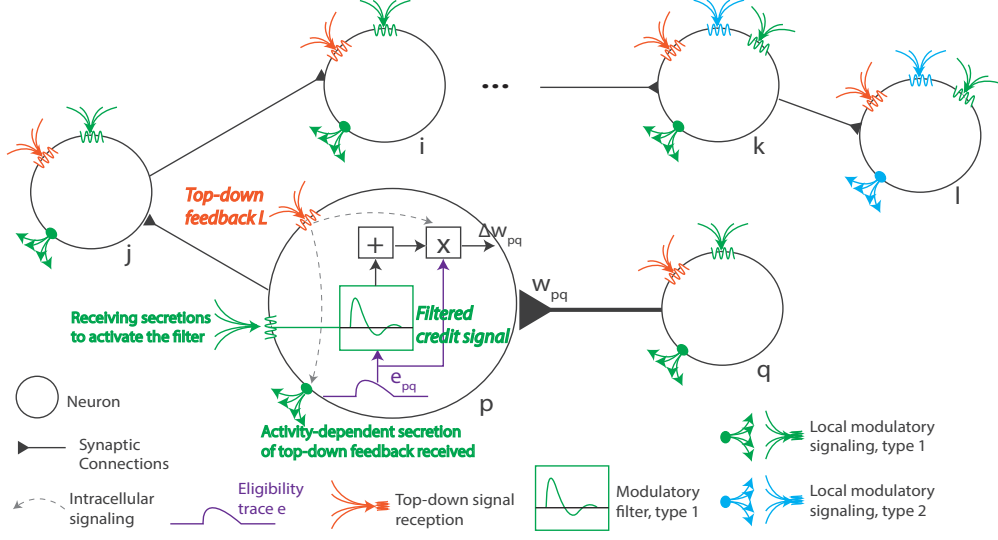 i
k
l
j
Top-down
feedback L
+
x
Δw pq
w pq
Receiving secretions
to activate the filter
Filtered
credit signal
e pq
q
p
Activity-dependent secretion
of top-down feedback received
Neuron
Synaptic
Connections
Intracellular
signaling
Eligibility
trace e
Top-down signal
reception
Modulatory
filter, type 1
Local modulatory
signaling, type 1
Local modulatory
signaling, type 2